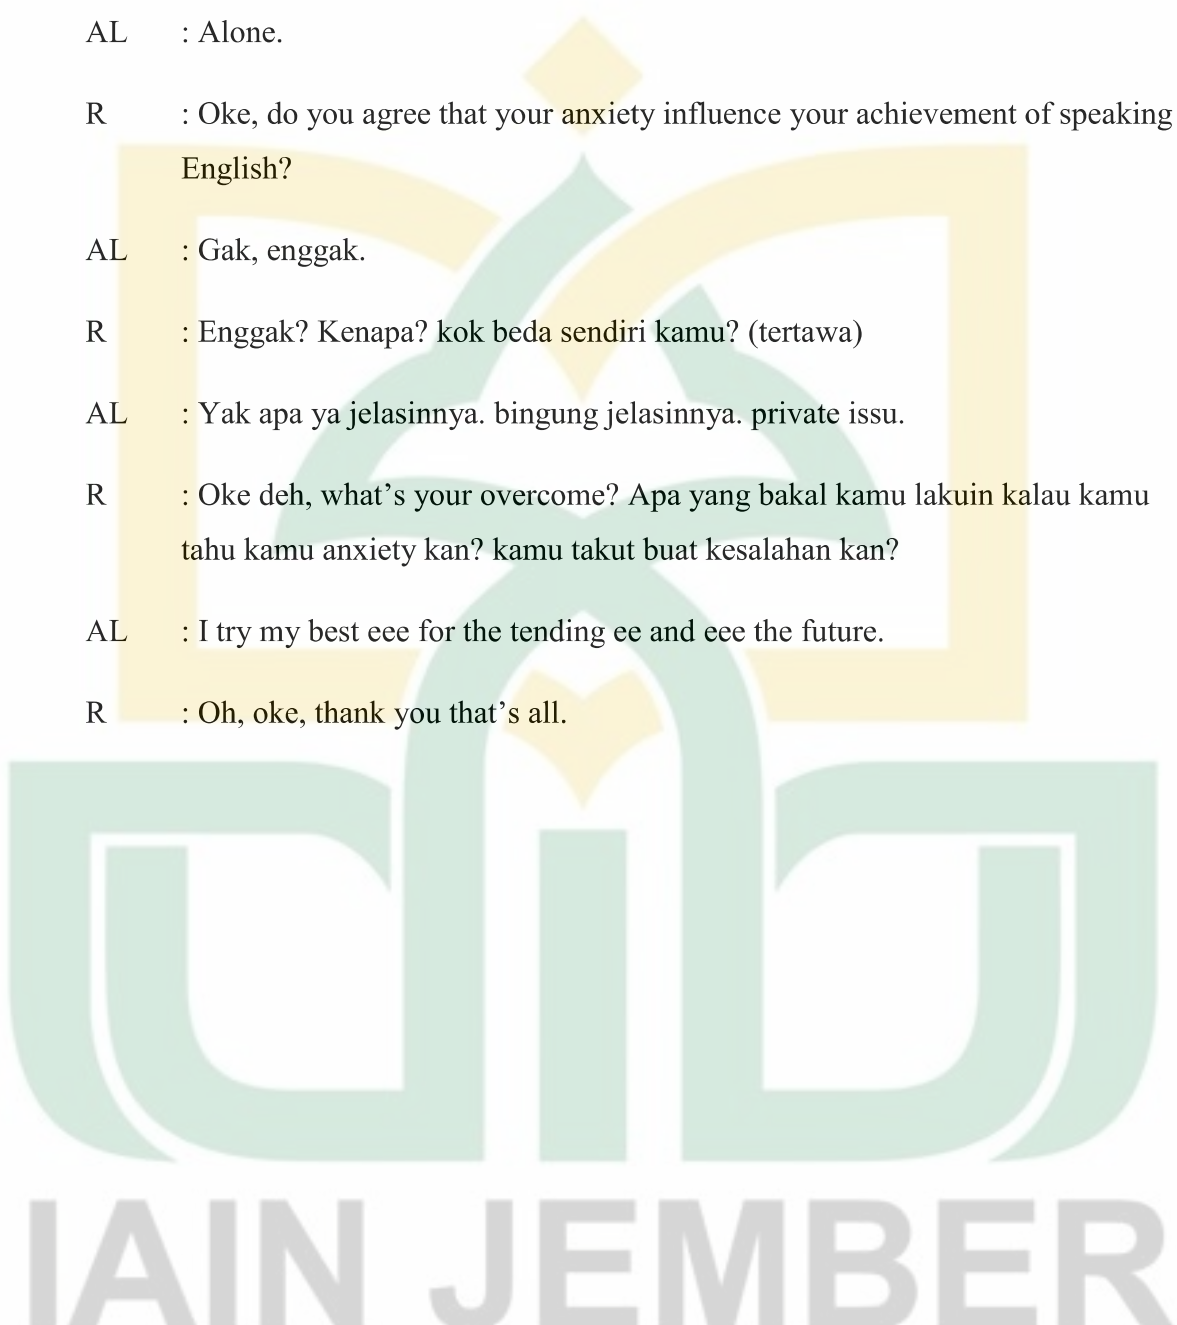 AL : Alone.
R : Oke, do you agree that your anxiety influence your achievement of speaking
English?
AL : Gak, enggak.
R : Enggak? Kenapa? kok beda sendiri kamu? (tertawa)
AL : Yak apa ya jelasinnya. bingung jelasinnya. private issu.
R : Oke deh, what’s your overcome? Apa yang bakal kamu lakuin kalau kamu
tahu kamu anxiety kan? kamu takut buat kesalahan kan?
AL : I try my best eee for the tending ee and eee the future.
R : Oh, oke, thank you that’s all.
IAIN JEMBER